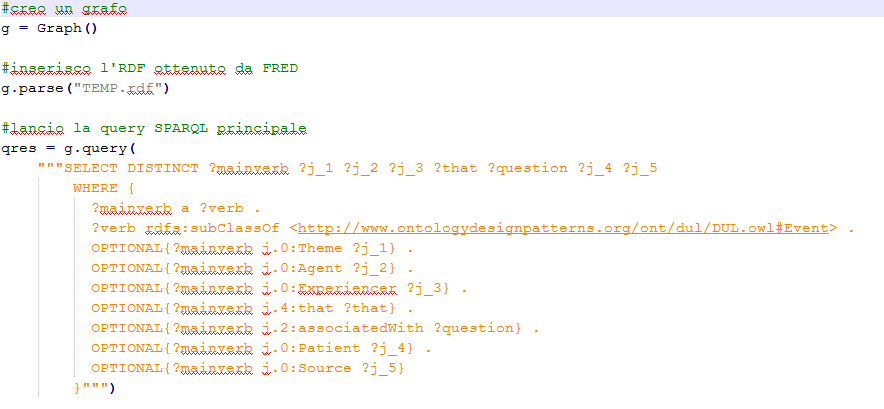 #creo un grafo
g = Graph()
#inserisco l'RDF ottenuto da FRED
g.parse("TEMP.rdf")
#lancio la query SPARQL principale
qres = g.query(
"""SELECT DISTINCT ?mainverb ?j_1 ?j_2 ?j_3 ?that ?question ?j_4 ?j_5
WHERE {
?mainverb a ?verb .
?verb rdfs:subClassOf <http://www.ontologydesignpatterns.org/ont/dul/DUL.owl#Event> .
OPTIONAL{?mainverb j.0:Theme ?j_1} .
OPTIONAL{?mainverb j.0:Agent ?j_2} .
OPTIONAL{?mainverb j.0:Experiencer ?j_3} .
OPTIONAL{?mainverb j.4:that ?that} .
OPTIONAL{?mainverb j.2:associatedWith ?question} .
OPTIONAL{?mainverb j.0:Patient ?j_4} .
OPTIONAL{?mainverb j.0:Source ?j_5}
}""")